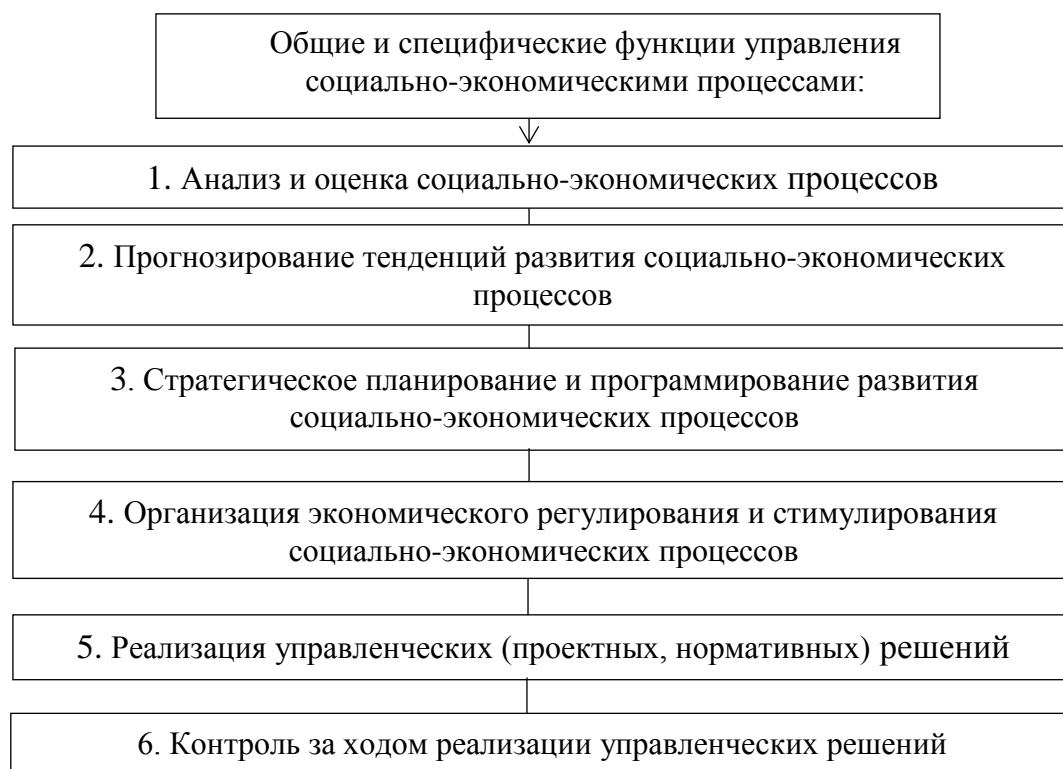 Общие и специфические функции управления
социально-экономическими процессами:
1. Анализ и оценка социально-экономических процессов
2. Прогнозирование тенденций развития социально-экономических
процессов
3. Стратегическое планирование и программирование развития
социально-экономических процессов
4. Организация экономического регулирования и стимулирования
социально-экономических процессов
5. Реализация управленческих (проектных, нормативных) решений
6. Контроль за ходом реализации управленческих решений